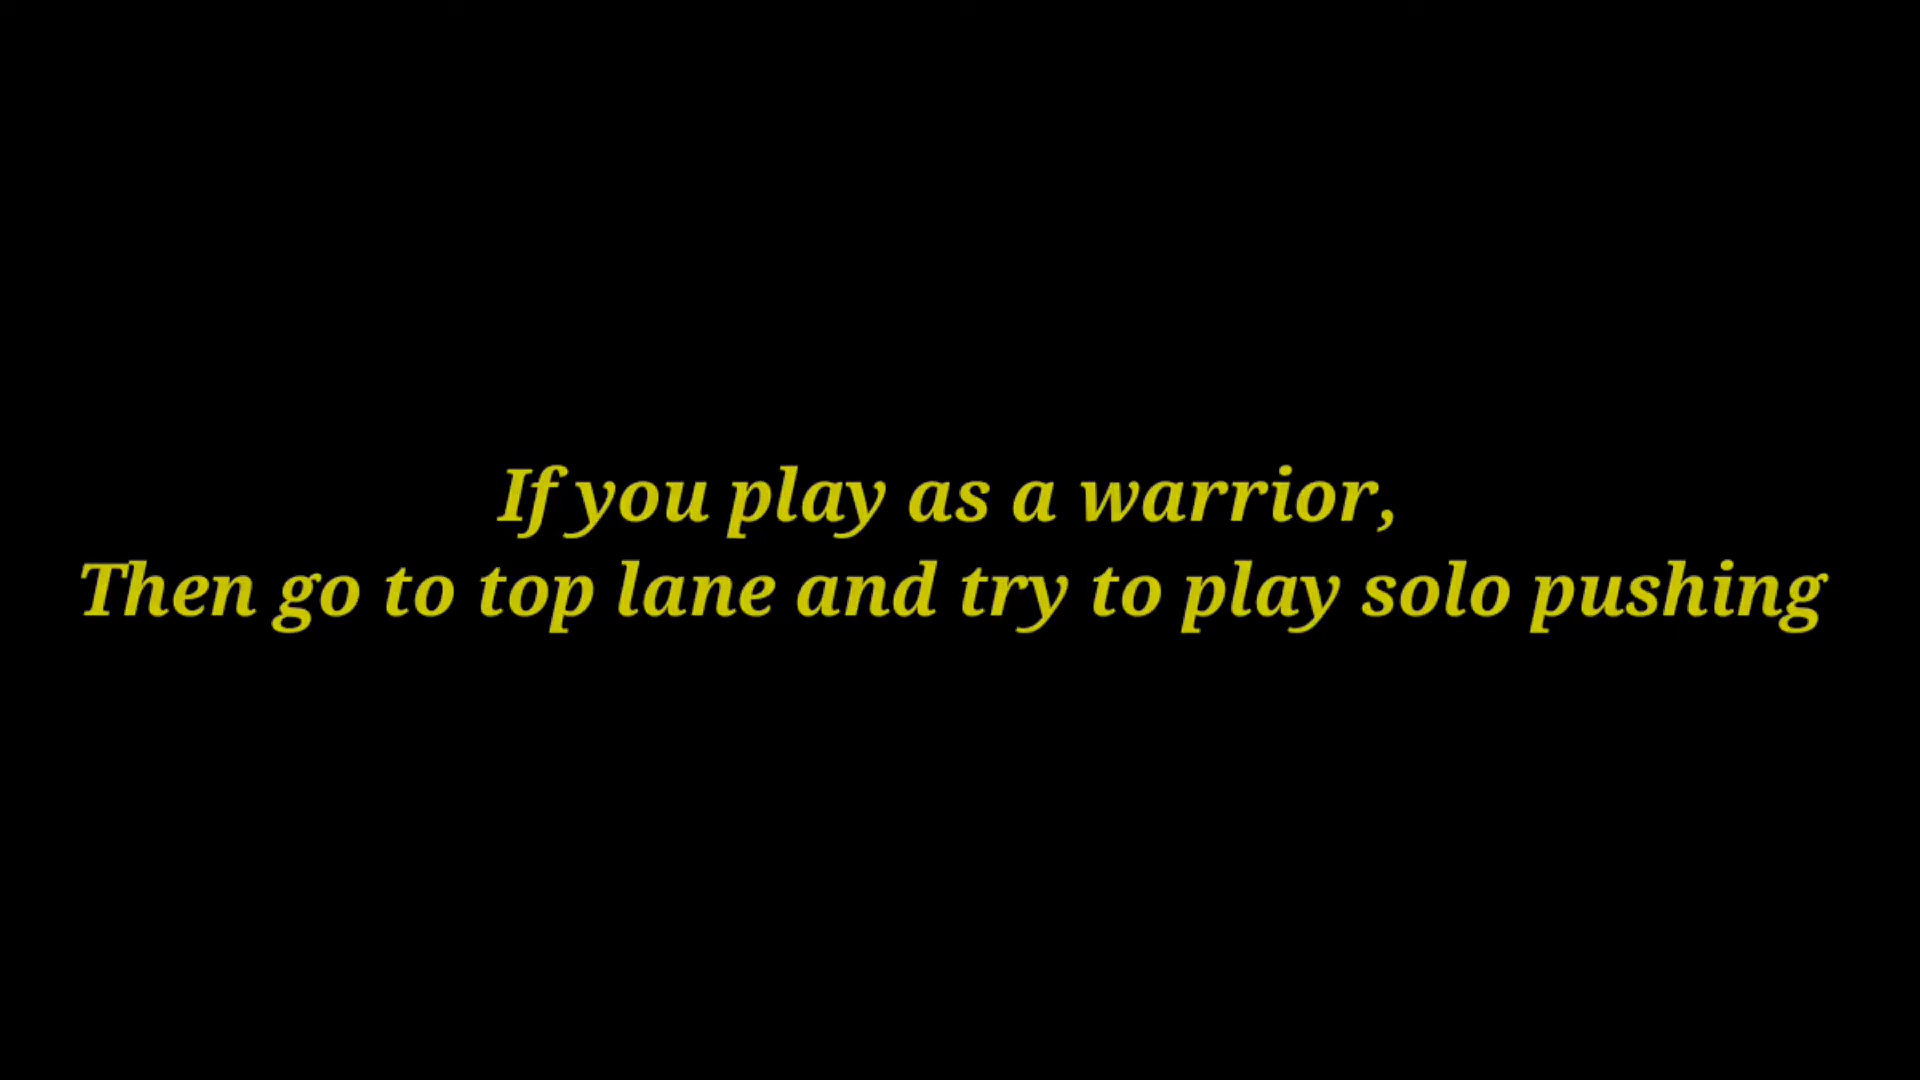 If you play as a warrior,
Then go to top lane and try to play solo pushing